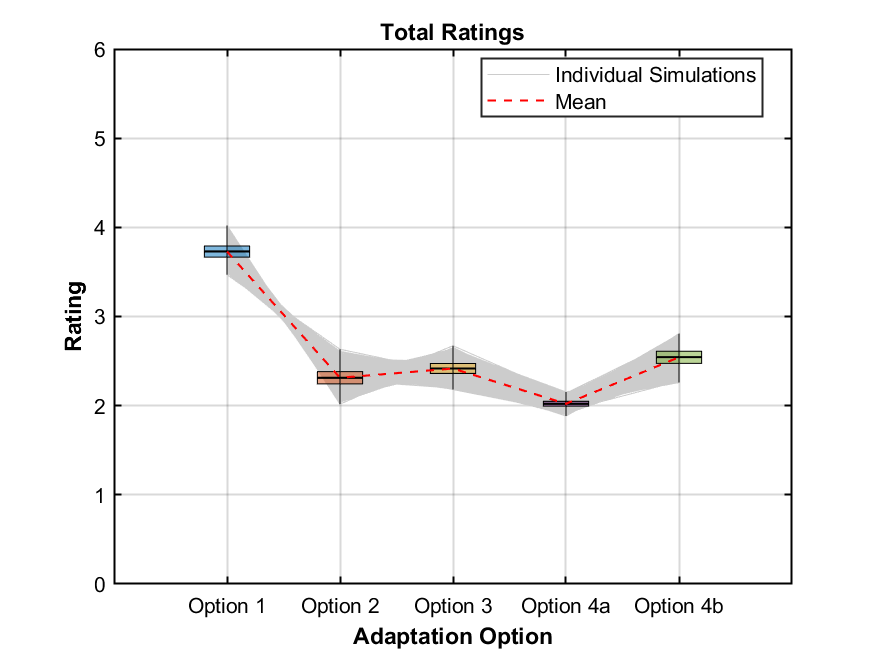 Total Ratings
Individual Simulations
Mean
6
5
4
3
2
1
0
Rating
Option 1 Option 2 Option 3 Option 4a Option 4b
Adaptation Option